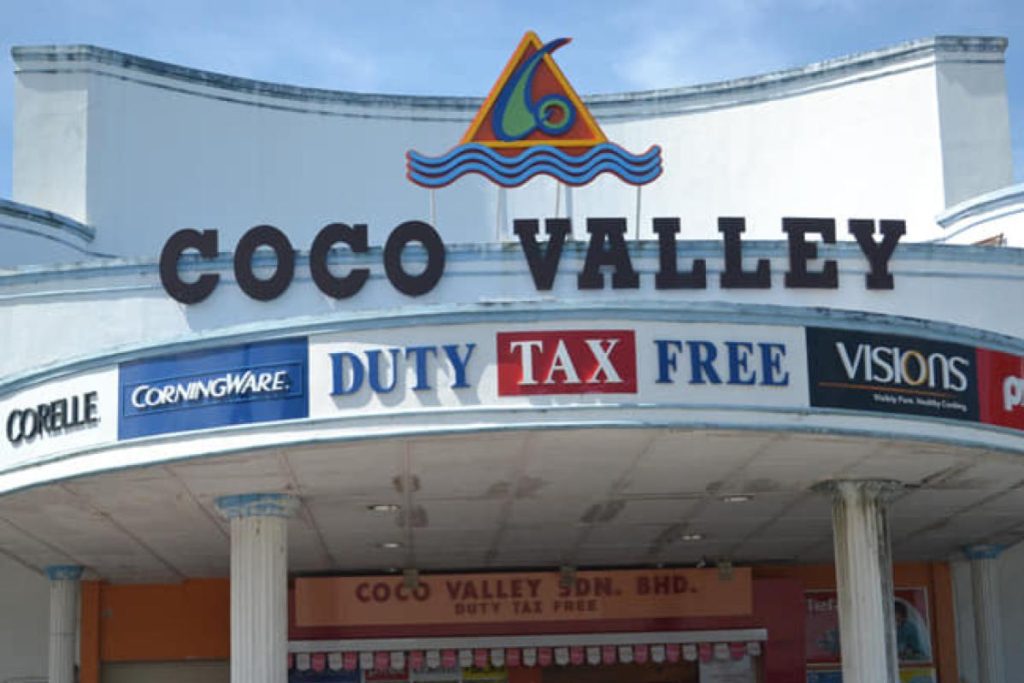 COCO VALLEY
CORELLE
CORNINGWARE.
DUTY TAX FREE
VISIONS
COCO VALLEY SDN. BHD.
DUTY TAX FREE